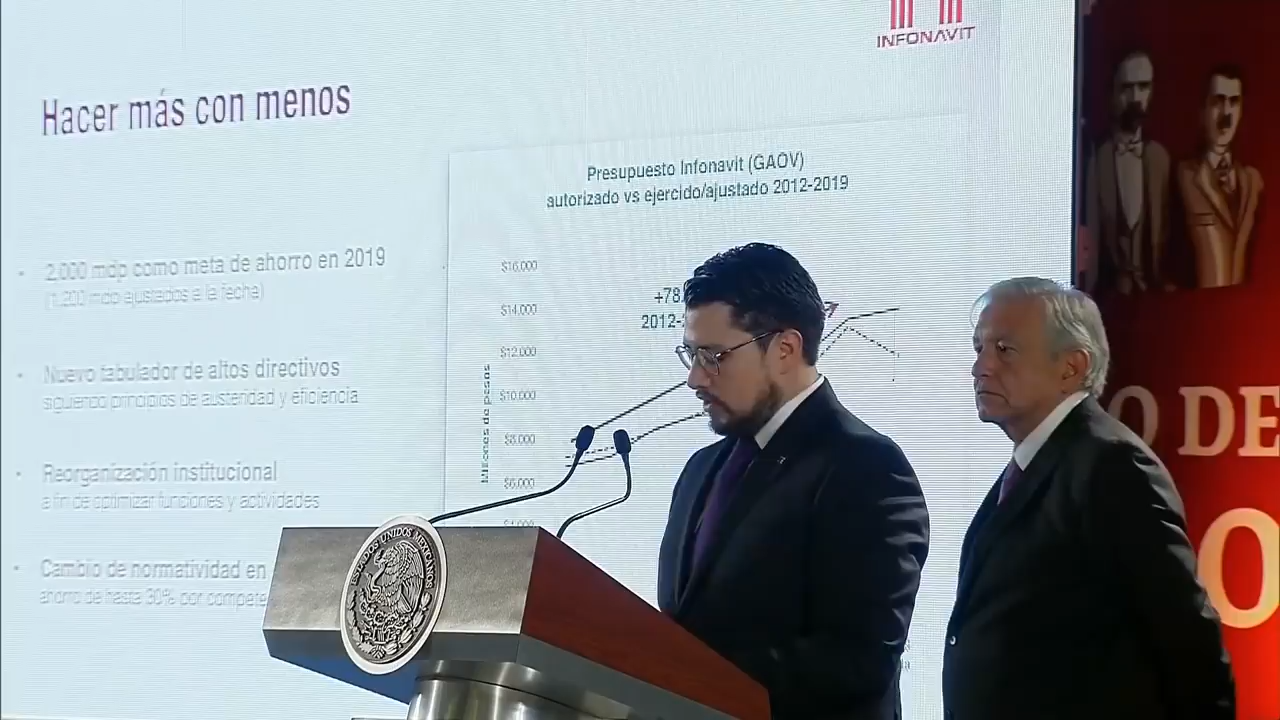 INFONAVIT
Hacer más con menos
Presupuesto Infonavit (GAOV)
autorizado vs ejercido/ajustado 2012-2019
2,000 mdp como meta de ahorro en 2019
(1,200 mdp ajustados a la fecha)
Nuevo tabulador de altos directivos
siguiendo principios de austeridad y eficiencia
Reorganización institucional
a fin de optimizar funciones y actividades
Cambio de normatividad en
ahorro de hasta 30% por compete
Millones de pesos
$16,000
$14,000
$12,000
$10,000
$8,000
$6,000
+78.
2012-
ESTADOS UNIDOS MEXICANOS
O DE
O